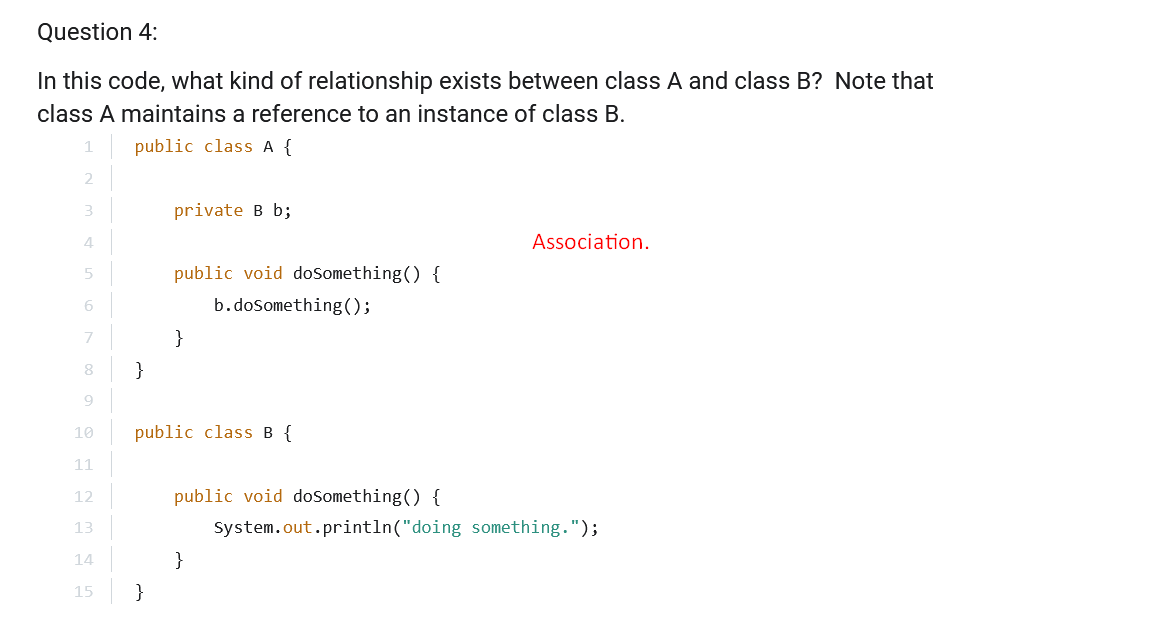 Question 4:
In this code, what kind of relationship exists between class A and class B?  Note that
class A maintains a reference to an instance of class B.
1 public class A {
2
3     private B b;
4 Association.
5     public void doSomething() {
6         b.doSomething();
7     }
8 }
9
10 public class B {
11
12     public void doSomething() {
13         System.out.println("doing something.");
14     }
15 }